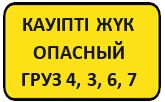 ҚАУІПТІ ЖҮК
ОПАСНЫЙ
ГРУЗ 4, 3, 6, 7